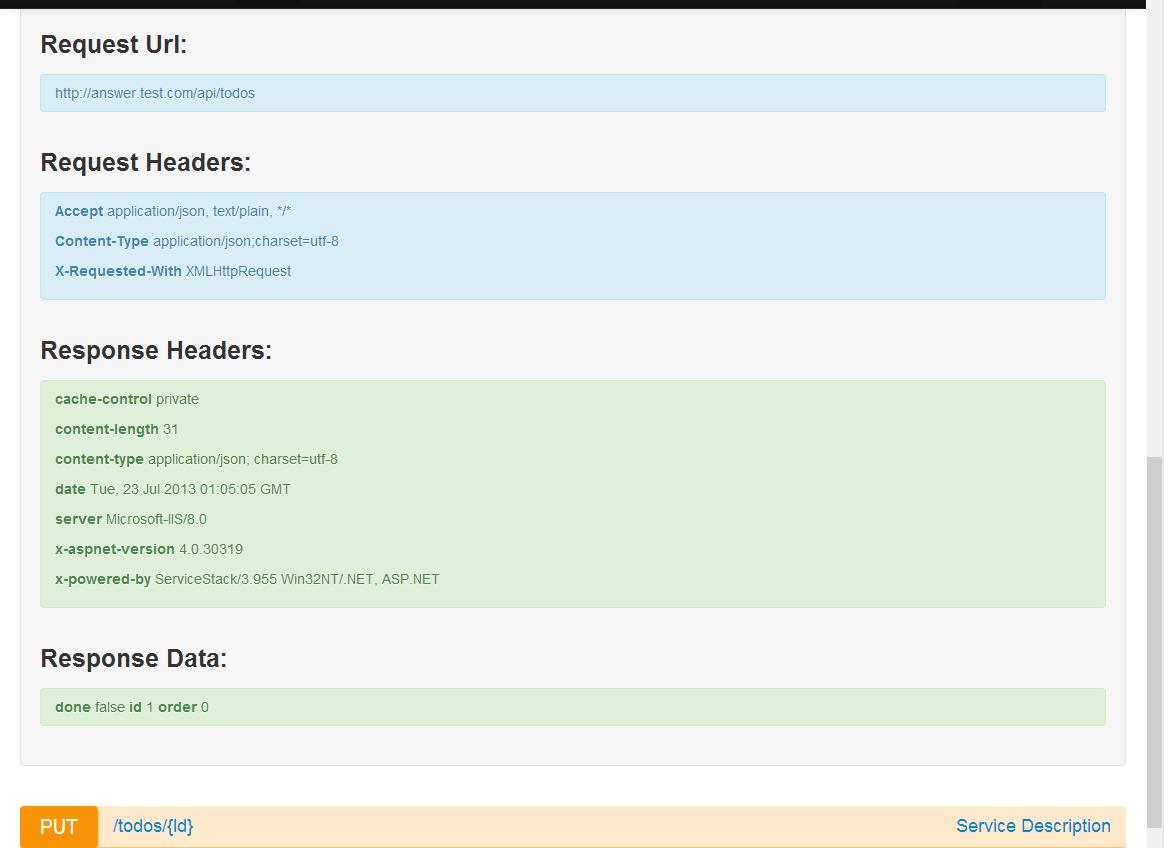 Request Url:
http://answer.test.com/api/todos
Request Headers:
Accept application/json, text/plain, */*
Content-Type application/json;charset=utf-8
X-Requested-With XMLHttpRequest
Response Headers:
cache-control private
content-length 31
content-type application/json; charset=utf-8
date Tue, 23 Jul 2013 01:05:05 GMT
server Microsoft-IIS/8.0
x-aspnet-version 4.0.30319
x-powered-by ServiceStack/3.955 Win32NT/.NET, ASP.NET
Response Data:
done false id 1 order 0
PUT /todos/{Id} Service Description